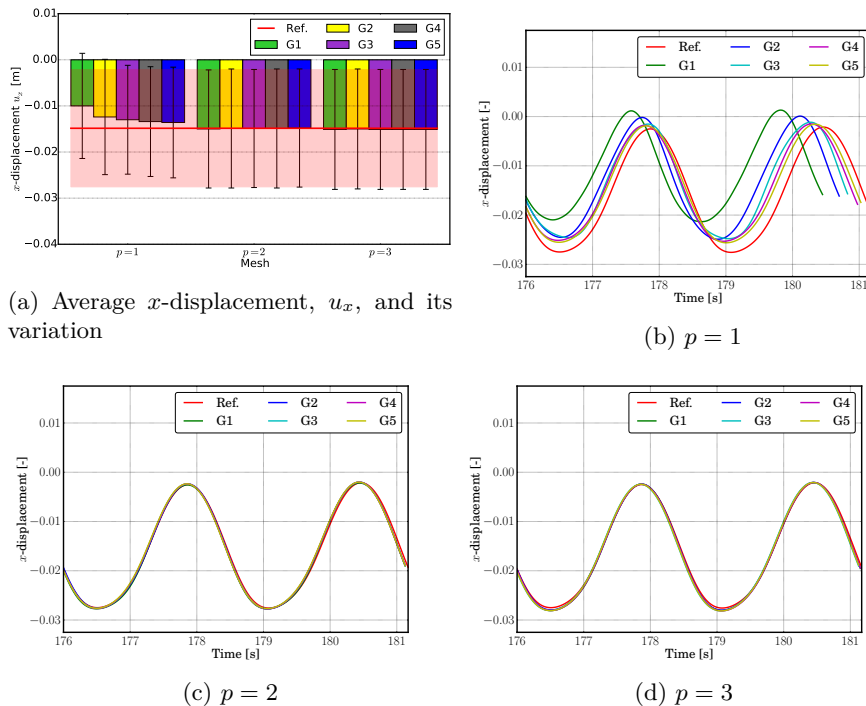 0.01
0.00
−0.01
−0.02
−0.03
−0.04
x-displacement u_x [m]
Ref. G2 G4
G1 G3 G5
p=1 p=2 p=3
Mesh
(a) Average x-displacement, u_x, and its
variation
0.01
0.00
−0.01
−0.02
−0.03
x-displacement [-]
Ref. G2 G4
G1 G3 G5
176 177 178 179 180 181
Time [s]
(b) p = 1
0.01
0.00
−0.01
−0.02
−0.03
x-displacement [-]
Ref. G2 G4
G1 G3 G5
176 177 178 179 180 181
Time [s]
(c) p = 2
0.01
0.00
−0.01
−0.02
−0.03
x-displacement [-]
Ref. G2 G4
G1 G3 G5
176 177 178 179 180 181
Time [s]
(d) p = 3